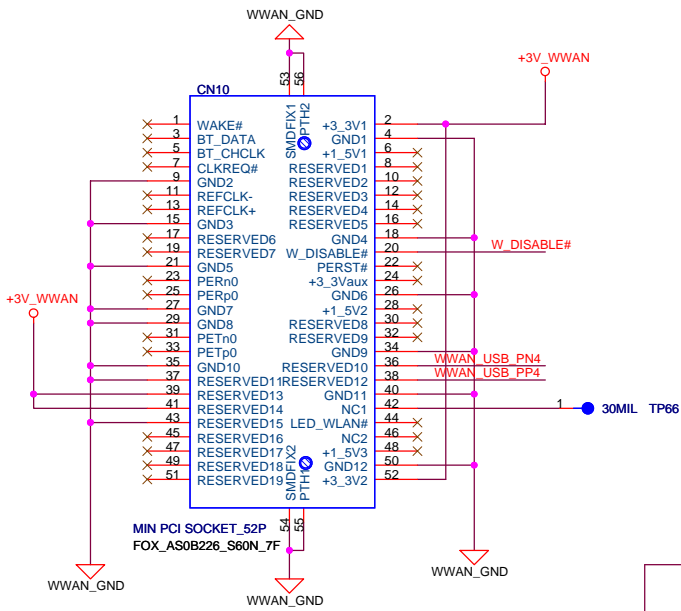 WWAN_GND
+3V_WWAN
53
56
CN10
SMDFIX1
PTH2
1 WAKE# +3_3V1 2
3 BT_DATA GND1 4
5 BT_CHCLK +1_5V1 6
7 CLKREQ# RESERVED1 8
9 GND2 RESERVED2 10
11 REFCLK- RESERVED3 12
13 REFCLK+ RESERVED4 14
15 GND3 RESERVED5 16
17 RESERVED6 GND4 18
19 RESERVED7 W_DISABLE# 20 W_DISABLE#
21 GND5 PERST# 22
23 PERn0 +3_3Vaux 24
25 PERp0 GND6 26
+3V_WWAN
27 GND7 +1_5V2 28
29 GND8 RESERVED8 30
31 PETn0 RESERVED9 32
33 PETp0 GND9 34
35 GND10 RESERVED10 36 WWAN_USB_PN4
37 RESERVED11 RESERVED12 38 WWAN_USB_PP4
39 RESERVED13 GND11 40
41 RESERVED14 NC1 42 1 30MIL TP66
43 RESERVED15 LED_WLAN# 44
45 RESERVED16 NC2 46
47 RESERVED17 +1_5V3 48
49 RESERVED18 GND12 50
51 RESERVED19 +3_3V2 52
SMDFIX2
PTH1
54
55
MIN PCI SOCKET_52P
FOX_AS0B226_S60N_7F
WWAN_GND
WWAN_GND
WWAN_GND